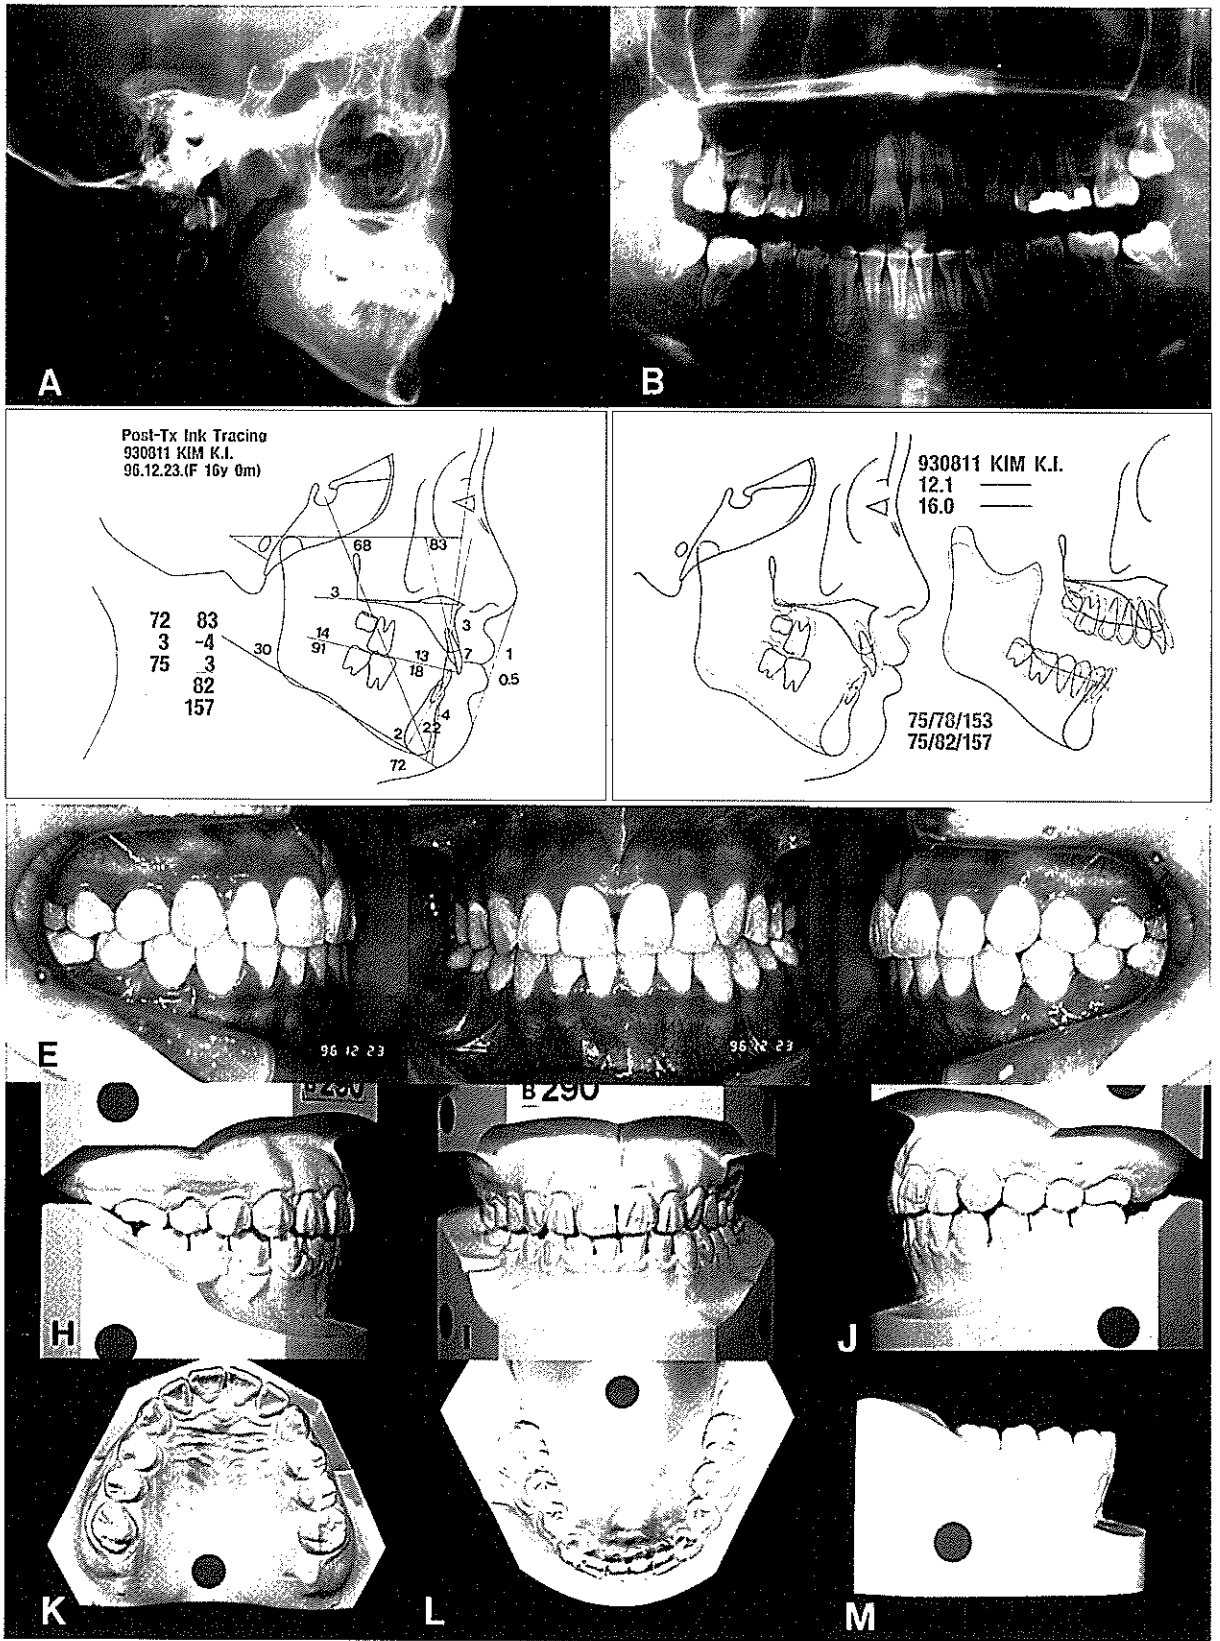 A
B
Post-Tx Ink Tracing
930811 KIM K.I.
96.12.23.(F 16y 0m)
68
83
3
72 83
3 -4
75 3
82
157
30
14
91
13
18
3
7
1
0.5
4
2
22
72
930811 KIM K.I.
12.1
16.0
75/78/153
75/82/157
E
96 12 23
96 12 23
B 290
H
I
J
K
L
M